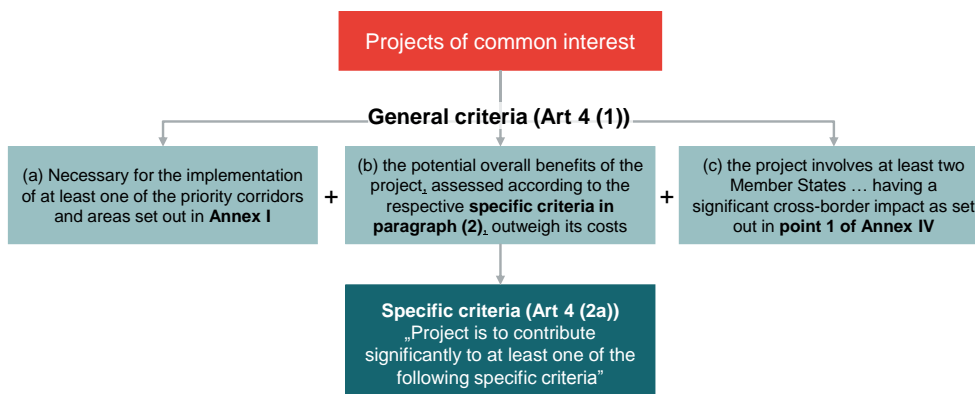 Projects of common interest
General criteria (Art 4 (1))
(a) Necessary for the implementation
of at least one of the priority corridors
and areas set out in Annex I
+
(b) the potential overall benefits of the
project, assessed according to the
respective specific criteria in
paragraph (2), outweigh its costs
+
(c) the project involves at least two
Member States … having a
significant cross-border impact as set
out in point 1 of Annex IV
Specific criteria (Art 4 (2a))
„Project is to contribute
significantly to at least one of the
following specific criteria”